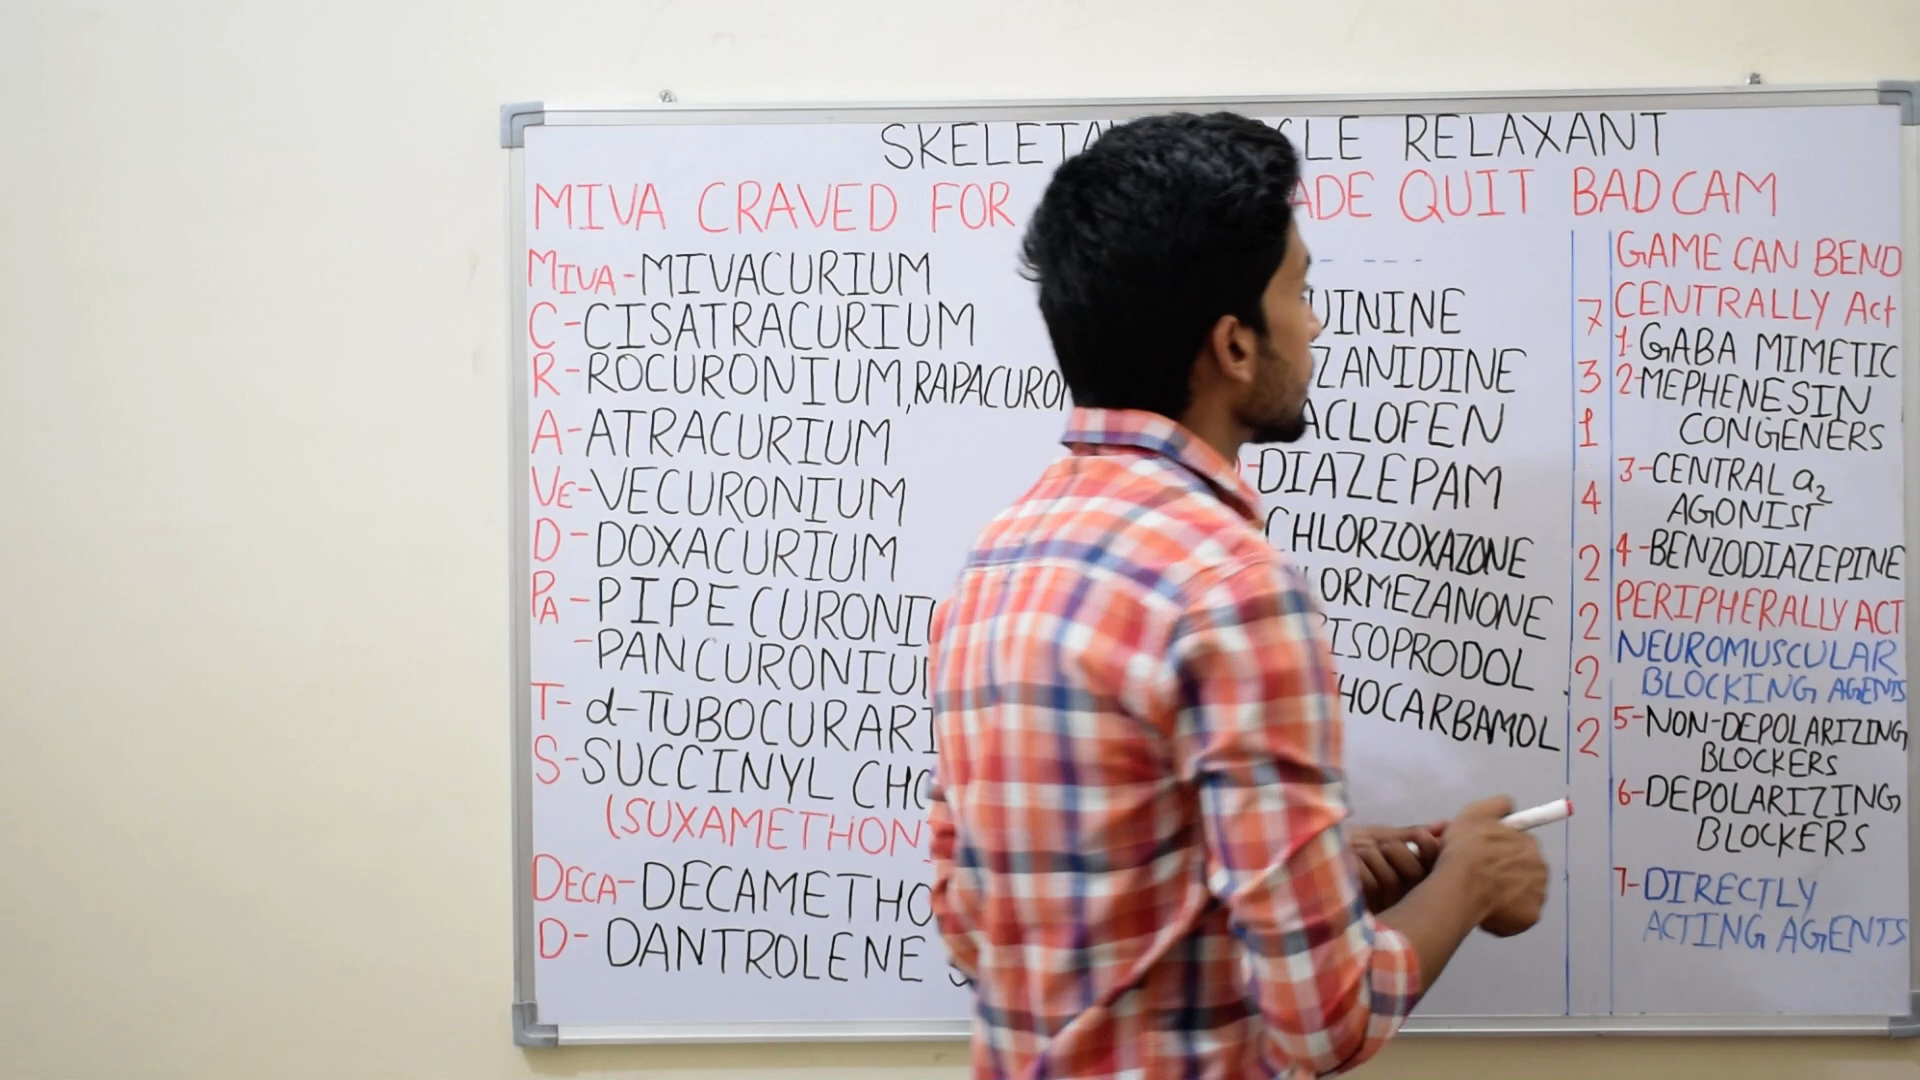 SKELETA CLE RELAXANT
MIVA CRAVED FOR ADE QUIT BAD CAM
MIVA-MIVACURIUM
C-CISATRACURIUM
R-ROCURONIUM,RAPACURO
A-ATRACURIUM
VE-VECURONIUM
D-DOXACURIUM
PA-PIPECURONI
-PANCURONIU
T-d-TUBOCURARI
S-SUCCINYL CHO
(SUXAMETHON
DECA-DECAMETHO
D-DANTROLENE
UININE 7
ZANIDINE 3
ACLOFEN 1
-DIAZEPAM 4
CHLORZOXAZONE 2
LORMEZANONE 2
ISOPRODOL 2
HOCARBAMOL 2
GAME CAN BEND
CENTRALLY Act
1-GABA MIMETIC
2-MEPHENESIN
CONGENERS
3-CENTRAL a2
AGONIST
4-BENZODIAZEPINE
PERIPHERALLY ACT
NEUROMUSCULAR
BLOCKING AGENTS
5-NON-DEPOLARIZING
BLOCKERS
6-DEPOLARIZING
BLOCKERS
7-DIRECTLY
ACTING AGENTS